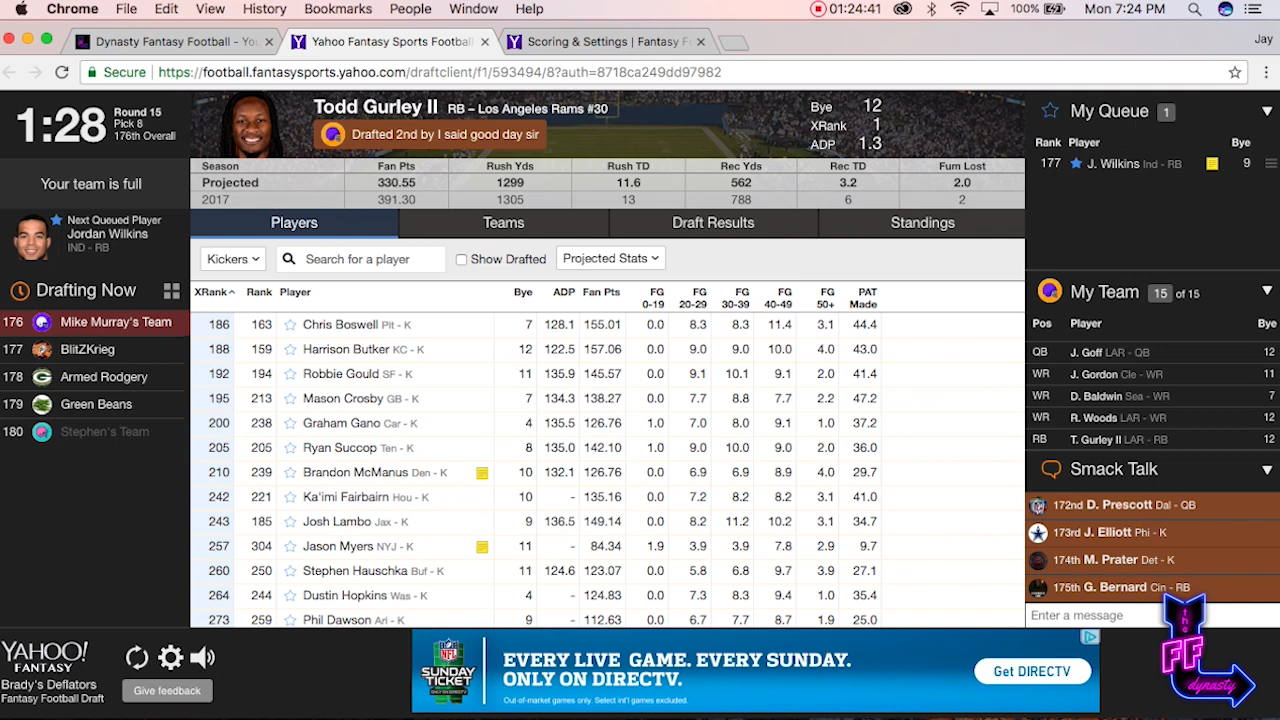 Chrome File Edit View History Bookmarks People Window Help 01:24:41 100% Mon 7:24 PM
Dynasty Fantasy Football - You Yahoo Fantasy Sports Football Scoring & Settings | Fantasy F Jay
Secure https://football.fantasysports.yahoo.com/draftclient/f1/593494/8?auth=8718ca249dd97982
1:28
Round 15
Pick 8
176th Overall
Your team is full
Next Queued Player
Jordan Wilkins
IND - RB
Drafting Now
176 Mike Murray's Team
177 BlitZKrieg
178 Armed Rodgery
179 Green Beans
180 Stephen's Team
Todd Gurley II RB – Los Angeles Rams #30
Drafted 2nd by I said good day sir
Bye 12
XRank 1
ADP 1.3
Season Fan Pts Rush Yds Rush TD Rec Yds Rec TD Fum Lost
Projected 330.55 1299 11.6 562 3.2 2.0
2017 391.30 1305 13 788 6 2
Players Teams Draft Results Standings
Kickers Search for a player Show Drafted Projected Stats
XRank Rank Player Bye ADP Fan Pts FG 0-19 FG 20-29 FG 30-39 FG 40-49 FG 50+ PAT Made
186 163 Chris Boswell Pit - K 7 128.1 155.01 0.0 8.3 8.3 11.4 3.1 44.4
188 159 Harrison Butker KC - K 12 122.5 157.06 0.0 9.0 9.0 10.0 4.0 43.0
192 194 Robbie Gould SF - K 11 135.9 145.57 0.0 9.1 10.1 9.1 2.0 41.4
195 213 Mason Crosby GB - K 7 134.3 138.27 0.0 7.7 8.8 7.7 2.2 47.2
200 238 Graham Gano Car - K 4 135.5 126.76 1.0 7.0 8.0 9.1 1.0 37.2
205 205 Ryan Succop Ten - K 8 135.0 142.10 1.0 9.0 10.0 9.0 2.0 36.0
210 239 Brandon McManus Den - K 10 132.1 126.76 0.0 6.9 6.9 8.9 4.0 29.7
242 221 Ka'imi Fairbairn Hou - K 10 - 135.16 0.0 7.2 8.2 8.2 3.1 41.0
243 185 Josh Lambo Jax - K 9 136.5 149.14 0.0 8.2 11.2 10.2 3.1 34.7
257 304 Jason Myers NYJ - K 11 - 84.34 1.9 3.9 3.9 7.8 2.9 9.7
260 250 Stephen Hauschka Buf - K 11 124.6 123.07 0.0 5.8 6.8 9.7 3.9 27.1
264 244 Dustin Hopkins Was - K 4 - 124.83 0.0 7.3 8.3 9.4 1.0 35.4
273 259 Phil Dawson Ari - K 9 - 112.63 0.0 6.7 7.7 8.7 1.9 25.0
My Queue 1
Rank Player Bye
177 J. Wilkins Ind - RB 9
My Team 15 of 15
Pos Player Bye
QB J. Goff LAR - QB 12
WR J. Gordon Cle - WR 11
WR D. Baldwin Sea - WR 7
WR R. Woods LAR - WR 12
RB T. Gurley II LAR - RB 12
Smack Talk
172nd D. Prescott Dal - QB
173rd J. Elliott Phi - K
174th M. Prater Det - K
175th G. Bernard Cin - RB
Enter a message
YAHOO!
FANTASY
Brady's Deflators
Fantasy Football Draft
Give feedback
NFL
SUNDAY
TICKET
ONLY ON DIRECTV
EVERY LIVE GAME. EVERY SUNDAY.
ONLY ON DIRECTV.
Out-of-market games only. Select int'l games excluded.
Get DIRECTV
the
FF
dynasty